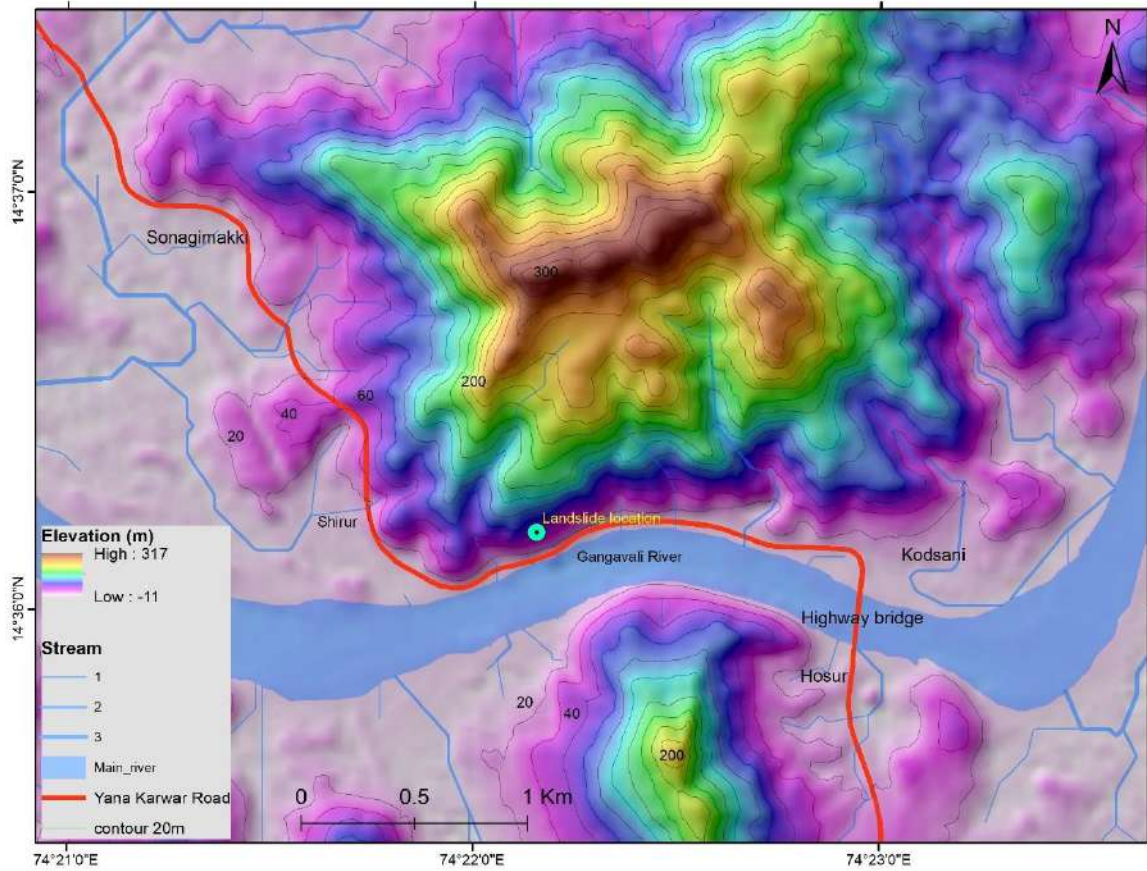 N
14°37'0"N
Sonagimakki
300
200
60
40
20
Shirur
Landslide location
Gangavali River
Kodsani
14°36'0"N
Highway bridge
Hosur
20
40
200
Elevation (m)
High : 317
Low : -11
Stream
1
2
3
Main_river
Yana Karwar Road
contour 20m
0 0.5 1 Km
74°21'0"E 74°22'0"E 74°23'0"E